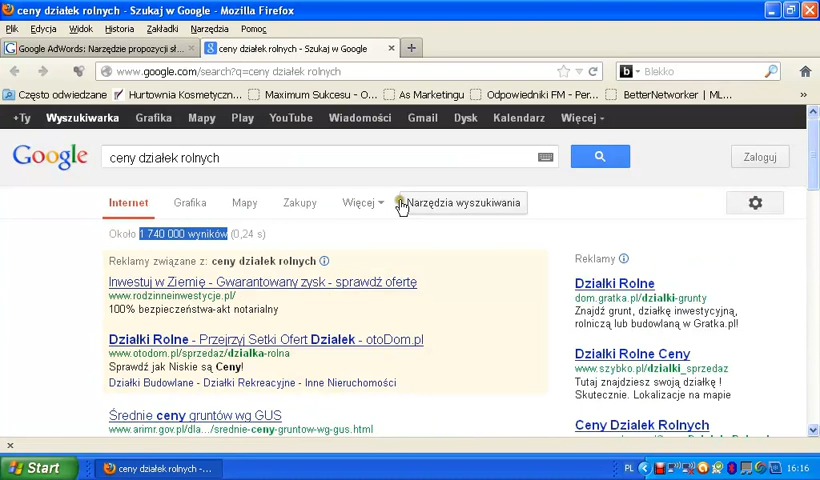 ceny działek rolnych - Szukaj w Google - Mozilla Firefox
Plik Edycja Widok Historia Zakładki Narzędzia Pomoc
Google AdWords: Narzędzie propozycji sł... ceny działek rolnych - Szukaj w Google
www.google.com/search?q=ceny działek rolnych Blekko
Często odwiedzane Hurtownia Kosmetyczn... Maximum Sukcesu - O... As Marketingu Odpowiedniki FM - Per... Kalendarz BetterNetworker | ML...
+Ty Wyszukiwarka Grafika Mapy Play YouTube Wiadomości Gmail Dysk Kalendarz Więcej
Google ceny działek rolnych Zaloguj
Internet Grafika Mapy Zakupy Więcej Narzędzia wyszukiwania
Około 1 740 000 wyników (0,24 s)
Reklamy związane z: ceny działek rolnych
Inwestuj w Ziemię - Gwarantowany zysk - sprawdź ofertę
www.rodzinneinwestycje.pl/
100% bezpieczeństwa-akt notarialny
Działki Rolne - Przejrzyj Setki Ofert Działek - otoDom.pl
www.otodom.pl/sprzedaz/dzialka-rolna
Sprawdź jak Niskie są Ceny!
Działki Budowlane - Działki Rekreacyjne - Inne Nieruchomości
Średnie ceny gruntów wg GUS
www.arimr.gov.pl/dla.../srednie-ceny-gruntow-wg-gus.html
Reklamy
Działki Rolne
dom.gratka.pl/dzialki-grunty
Znajdź grunt, działkę inwestycyjną,
rolniczą lub budowlaną w Gratka.pl!
Działki Rolne Ceny
www.szybko.pl/dzialki_sprzedaz
Tutaj znajdziesz swoją działkę !
Skutecznie. Lokalizacje na mapie
Ceny Działek Rolnych
Start ceny działek rolnych -... PL 16:16